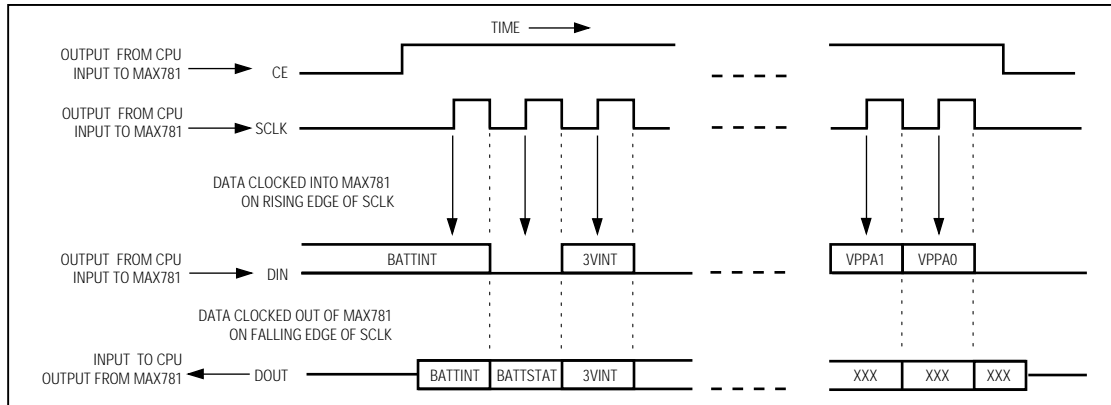 TIME
OUTPUT FROM CPU
INPUT TO MAX781
CE
OUTPUT FROM CPU
INPUT TO MAX781
SCLK
DATA CLOCKED INTO MAX781
ON RISING EDGE OF SCLK
OUTPUT FROM CPU
INPUT TO MAX781
DIN
BATTINT
3VINT
VPPA1
VPPA0
DATA CLOCKED OUT OF MAX781
ON FALLING EDGE OF SCLK
INPUT TO CPU
OUTPUT FROM MAX781
DOUT
BATTINT
BATTSTAT
3VINT
XXX
XXX
XXX